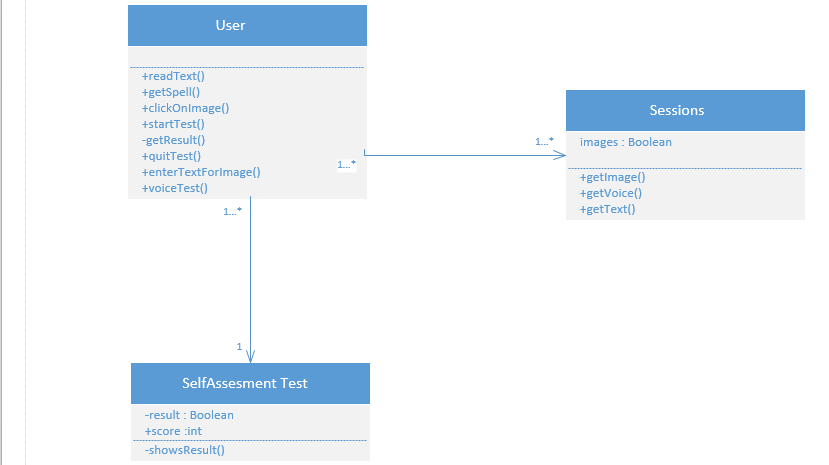 User
+readText()
+getSpell()
+clickOnImage()
+startTest()
-getResult()
+quitTest()
+enterTextForImage()
+voiceTest()
1...*
1...*
Sessions
images : Boolean
+getImage()
+getVoice()
+getText()
1...*
1
SelfAssesment Test
-result : Boolean
+score :int
-showsResult()